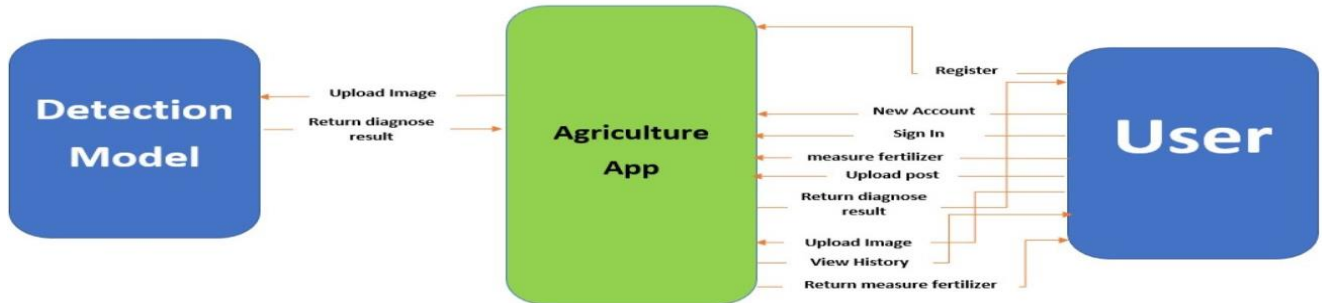 Detection
Model
Upload Image
Return diagnose
result
Agriculture
App
Register
New Account
Sign In
measure fertilizer
Upload post
Return diagnose
result
Upload Image
View History
Return measure fertilizer
User